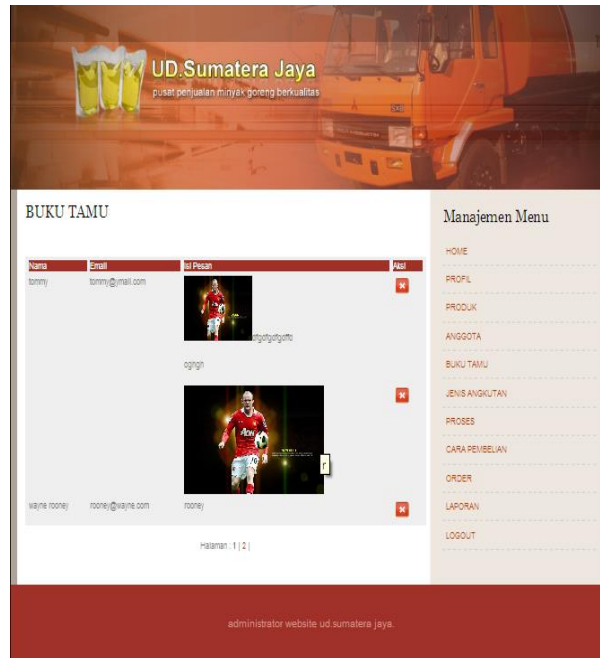 UD.Sumatera Jaya
pusat penjualan minyak goreng berkualitas
BUKU TAMU
Nama Email Isi Pesan Aksi
tommy tommy@ymail.com
oghgh
r
wayne rooney rooney@wayne.com rooney
Halaman : 1 | 2 |
Manajemen Menu
HOME
PROFIL
PRODUK
ANGGOTA
BUKU TAMU
JENIS ANGKUTAN
PROSES
CARA PEMBELIAN
ORDER
LAPORAN
LOGOUT
administrator website ud.sumatera jaya.